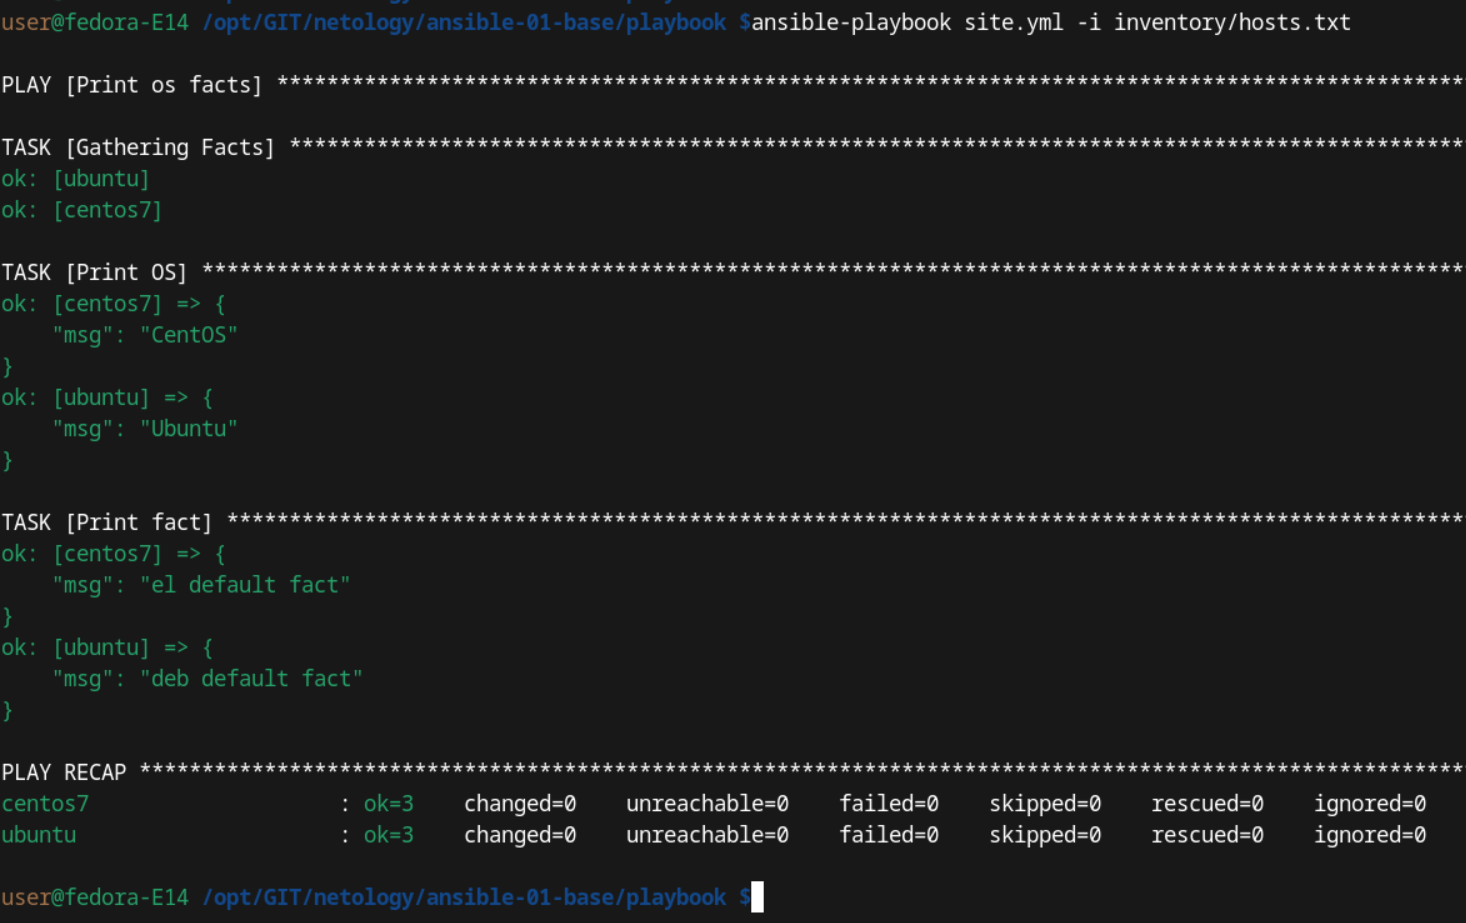 user@fedora-E14 /opt/GIT/netology/ansible-01-base/playbook $ansible-playbook site.yml -i inventory/hosts.txt
PLAY [Print os facts] ***********************************************************************************************
TASK [Gathering Facts] **********************************************************************************************
ok: [ubuntu]
ok: [centos7]
TASK [Print OS] *****************************************************************************************************
ok: [centos7] => {
    "msg": "CentOS"
}
ok: [ubuntu] => {
    "msg": "Ubuntu"
}
TASK [Print fact] ***************************************************************************************************
ok: [centos7] => {
    "msg": "el default fact"
}
ok: [ubuntu] => {
    "msg": "deb default fact"
}
PLAY RECAP **********************************************************************************************************
centos7                    : ok=3    changed=0    unreachable=0    failed=0    skipped=0    rescued=0    ignored=0
ubuntu                     : ok=3    changed=0    unreachable=0    failed=0    skipped=0    rescued=0    ignored=0
user@fedora-E14 /opt/GIT/netology/ansible-01-base/playbook $